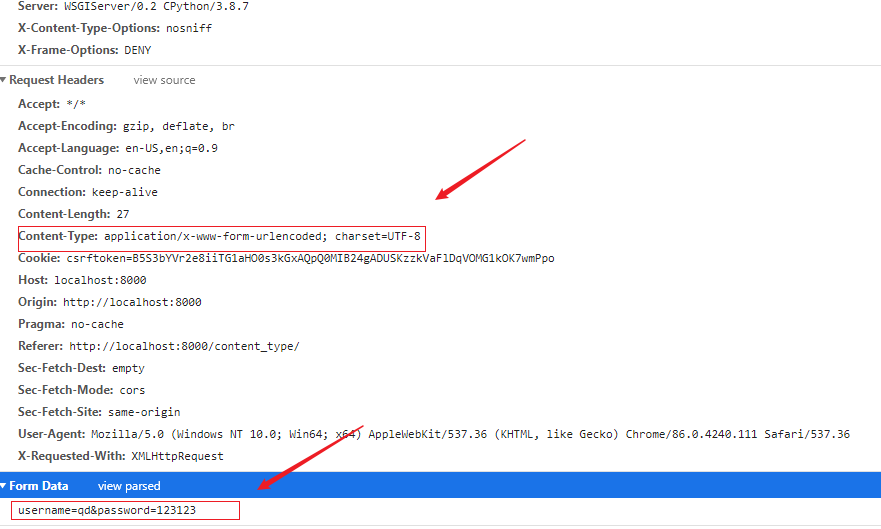 Server: WSGIServer/0.2 CPython/3.8.7
X-Content-Type-Options: nosniff
X-Frame-Options: DENY
Request Headers view source
Accept: */*
Accept-Encoding: gzip, deflate, br
Accept-Language: en-US,en;q=0.9
Cache-Control: no-cache
Connection: keep-alive
Content-Length: 27
Content-Type: application/x-www-form-urlencoded; charset=UTF-8
Cookie: csrftoken=B5S3bYVr2e8iiTG1aHO0s3kGxAQpQ0MIB24gADUSKzzkVaFlDqVOMG1kOK7wmPpo
Host: localhost:8000
Origin: http://localhost:8000
Pragma: no-cache
Referer: http://localhost:8000/content_type/
Sec-Fetch-Dest: empty
Sec-Fetch-Mode: cors
Sec-Fetch-Site: same-origin
User-Agent: Mozilla/5.0 (Windows NT 10.0; Win64; x64) AppleWebKit/537.36 (KHTML, like Gecko) Chrome/86.0.4240.111 Safari/537.36
X-Requested-With: XMLHttpRequest
Form Data view parsed
username=qd&password=123123